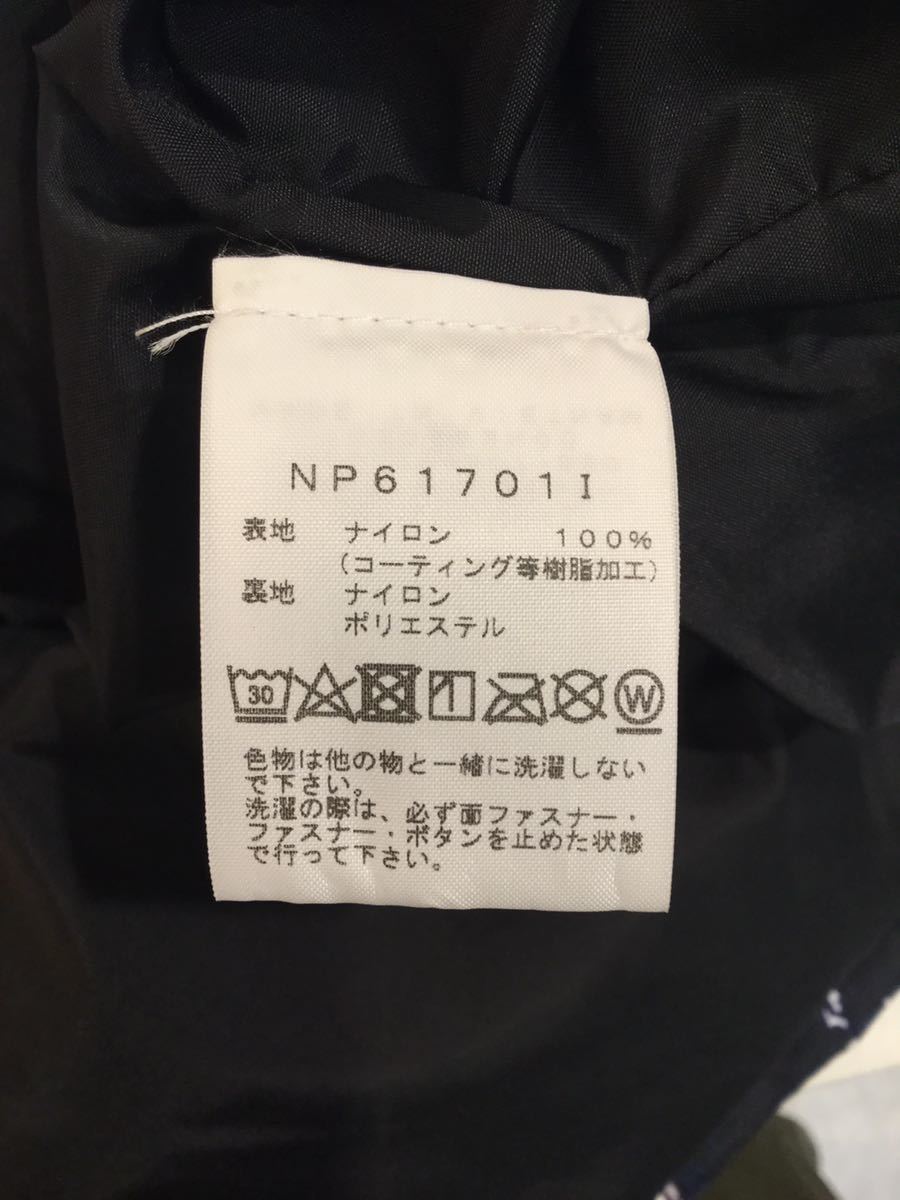 NP61701I
表地 ナイロン 100%
(コーティング等樹脂加工)
裏地 ナイロン
ポリエステル
30 1 W
色物は他の物と一緒に洗濯しない
で下さい。
洗濯の際は、必ず面ファスナー・
ファスナー・ボタンを止めた状態
で行って下さい。